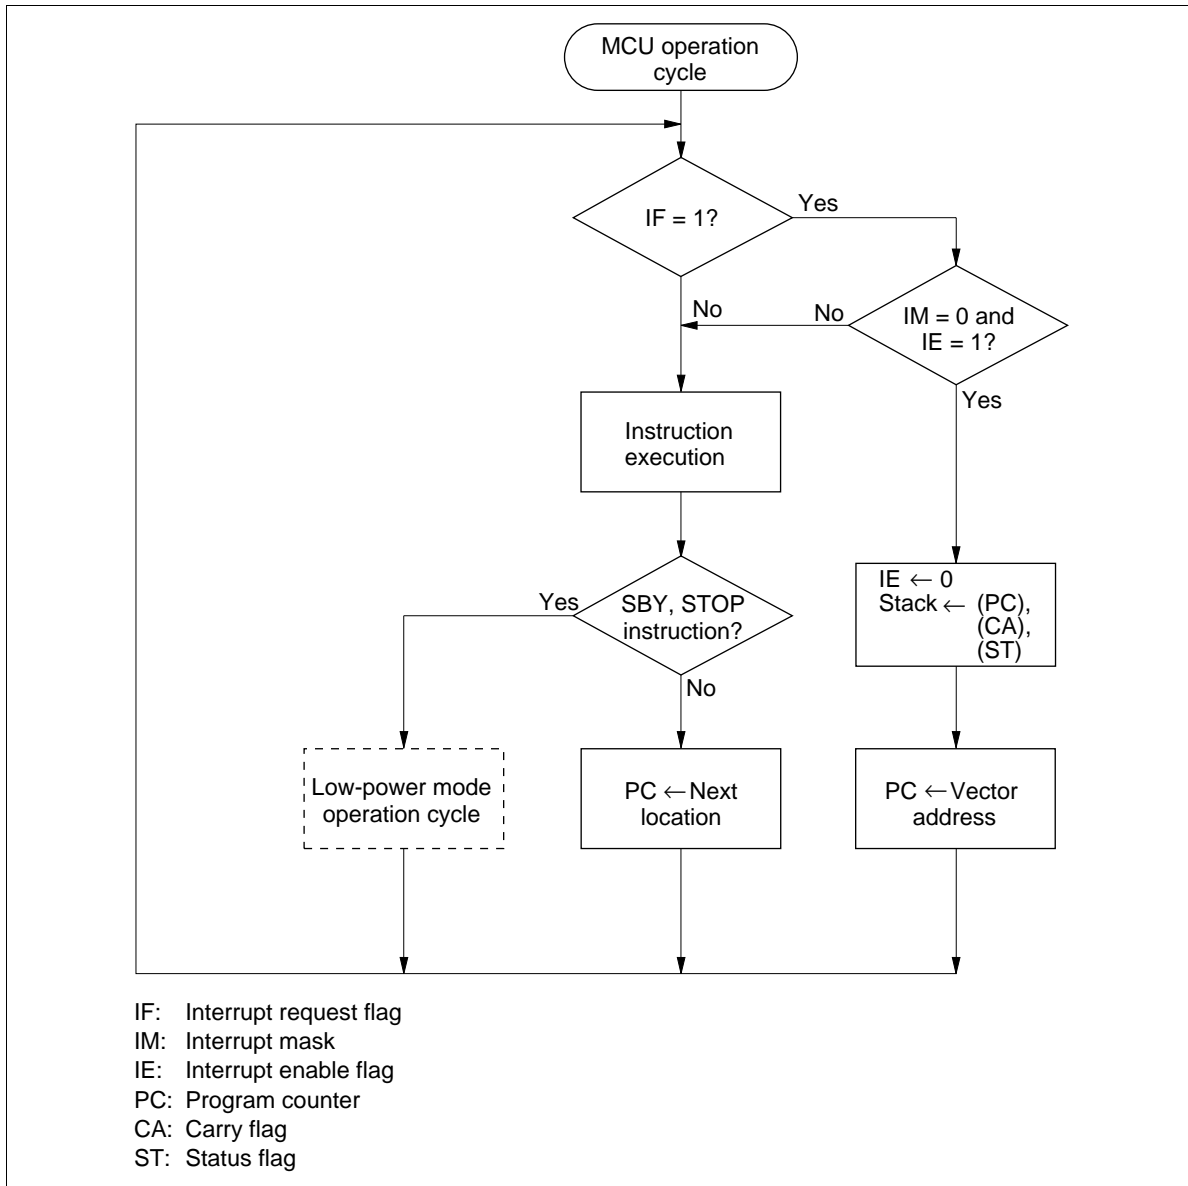 MCU operation
cycle
IF = 1?
Yes
No
No
IM = 0 and
IE = 1?
Yes
Instruction
execution
Yes
SBY, STOP
instruction?
No
IE ← 0
Stack ← (PC),
(CA),
(ST)
Low-power mode
operation cycle
PC ← Next
location
PC ← Vector
address
IF: Interrupt request flag
IM: Interrupt mask
IE: Interrupt enable flag
PC: Program counter
CA: Carry flag
ST: Status flag